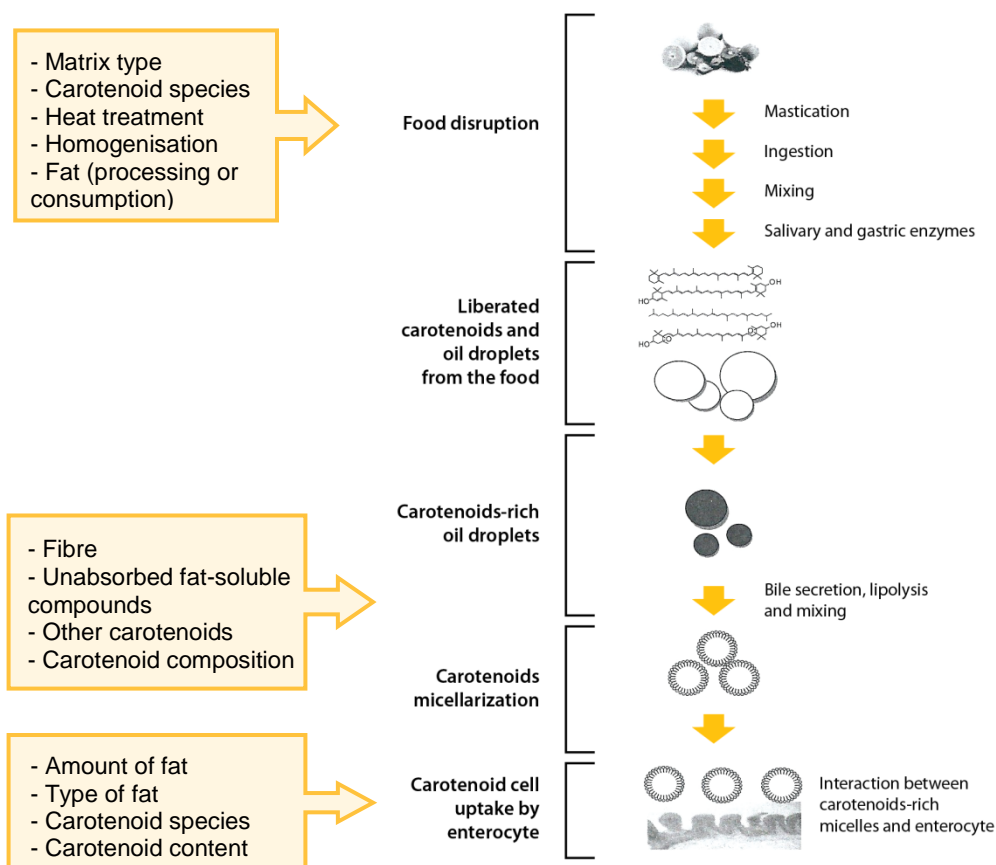 - Matrix type
- Carotenoid species
- Heat treatment
- Homogenisation
- Fat (processing or
consumption)
Food disruption
Mastication
Ingestion
Mixing
Salivary and gastric enzymes
Liberated
carotenoids and
oil droplets
from the food
OH
HO
OH
HO
Carotenoids-rich
oil droplets
- Fibre
- Unabsorbed fat-soluble
compounds
- Other carotenoids
- Carotenoid composition
Bile secretion, lipolysis
and mixing
Carotenoids
micellarization
- Amount of fat
- Type of fat
- Carotenoid species
- Carotenoid content
Carotenoid cell
uptake by
enterocyte
Interaction between
carotenoids-rich
micelles and enterocyte